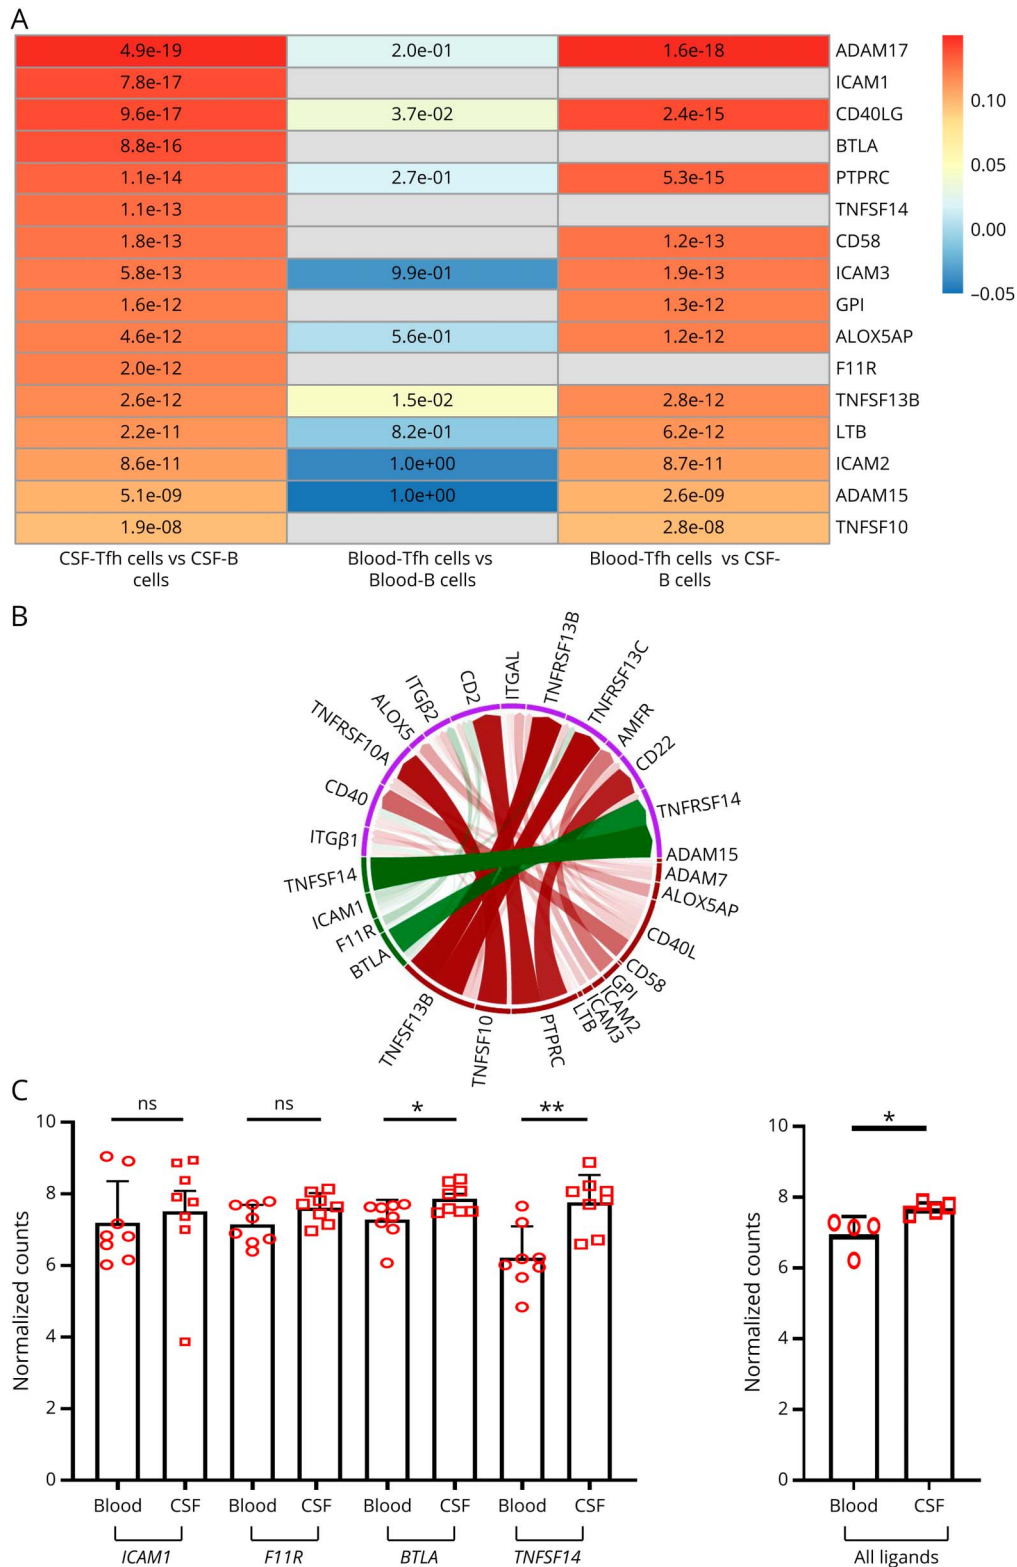 A
4.9e-19 2.0e-01 1.6e-18 ADAM17
7.8e-17 ICAM1
9.6e-17 3.7e-02 2.4e-15 CD40LG
8.8e-16 BTLA
1.1e-14 2.7e-01 5.3e-15 PTPRC
1.1e-13 TNFSF14
1.8e-13 1.2e-13 CD58
5.8e-13 9.9e-01 1.9e-13 ICAM3
1.6e-12 1.3e-12 GPI
4.6e-12 5.6e-01 1.2e-12 ALOX5AP
2.0e-12 F11R
2.6e-12 1.5e-02 2.8e-12 TNFSF13B
2.2e-11 8.2e-01 6.2e-12 LTB
8.6e-11 1.0e+00 8.7e-11 ICAM2
5.1e-09 1.0e+00 2.6e-09 ADAM15
1.9e-08 2.8e-08 TNFSF10
CSF-Tfh cells vs CSF-B
cells
Blood-Tfh cells vs
Blood-B cells
Blood-Tfh cells vs CSF-
B cells
0.10
0.05
0.00
−0.05
B
ITGβ1
CD40
TNFRSF10A
ALOX5
ITGβ2
CD2
ITGAL
TNFRSF13B
TNFRSF13C
AMFR
CD22
TNFRSF14
ADAM15
ADAM7
ALOX5AP
CD40L
CD58
GPI
ICAM2
ICAM3
LTB
PTPRC
TNFSF10
TNFSF13B
BTLA
F11R
ICAM1
TNFSF14
C
Normalized counts
10
8
6
4
2
0
ns ns * **
Blood CSF Blood CSF Blood CSF Blood CSF
ICAM1 F11R BTLA TNFSF14
Normalized counts
10
8
6
4
2
0
*
Blood CSF
All ligands